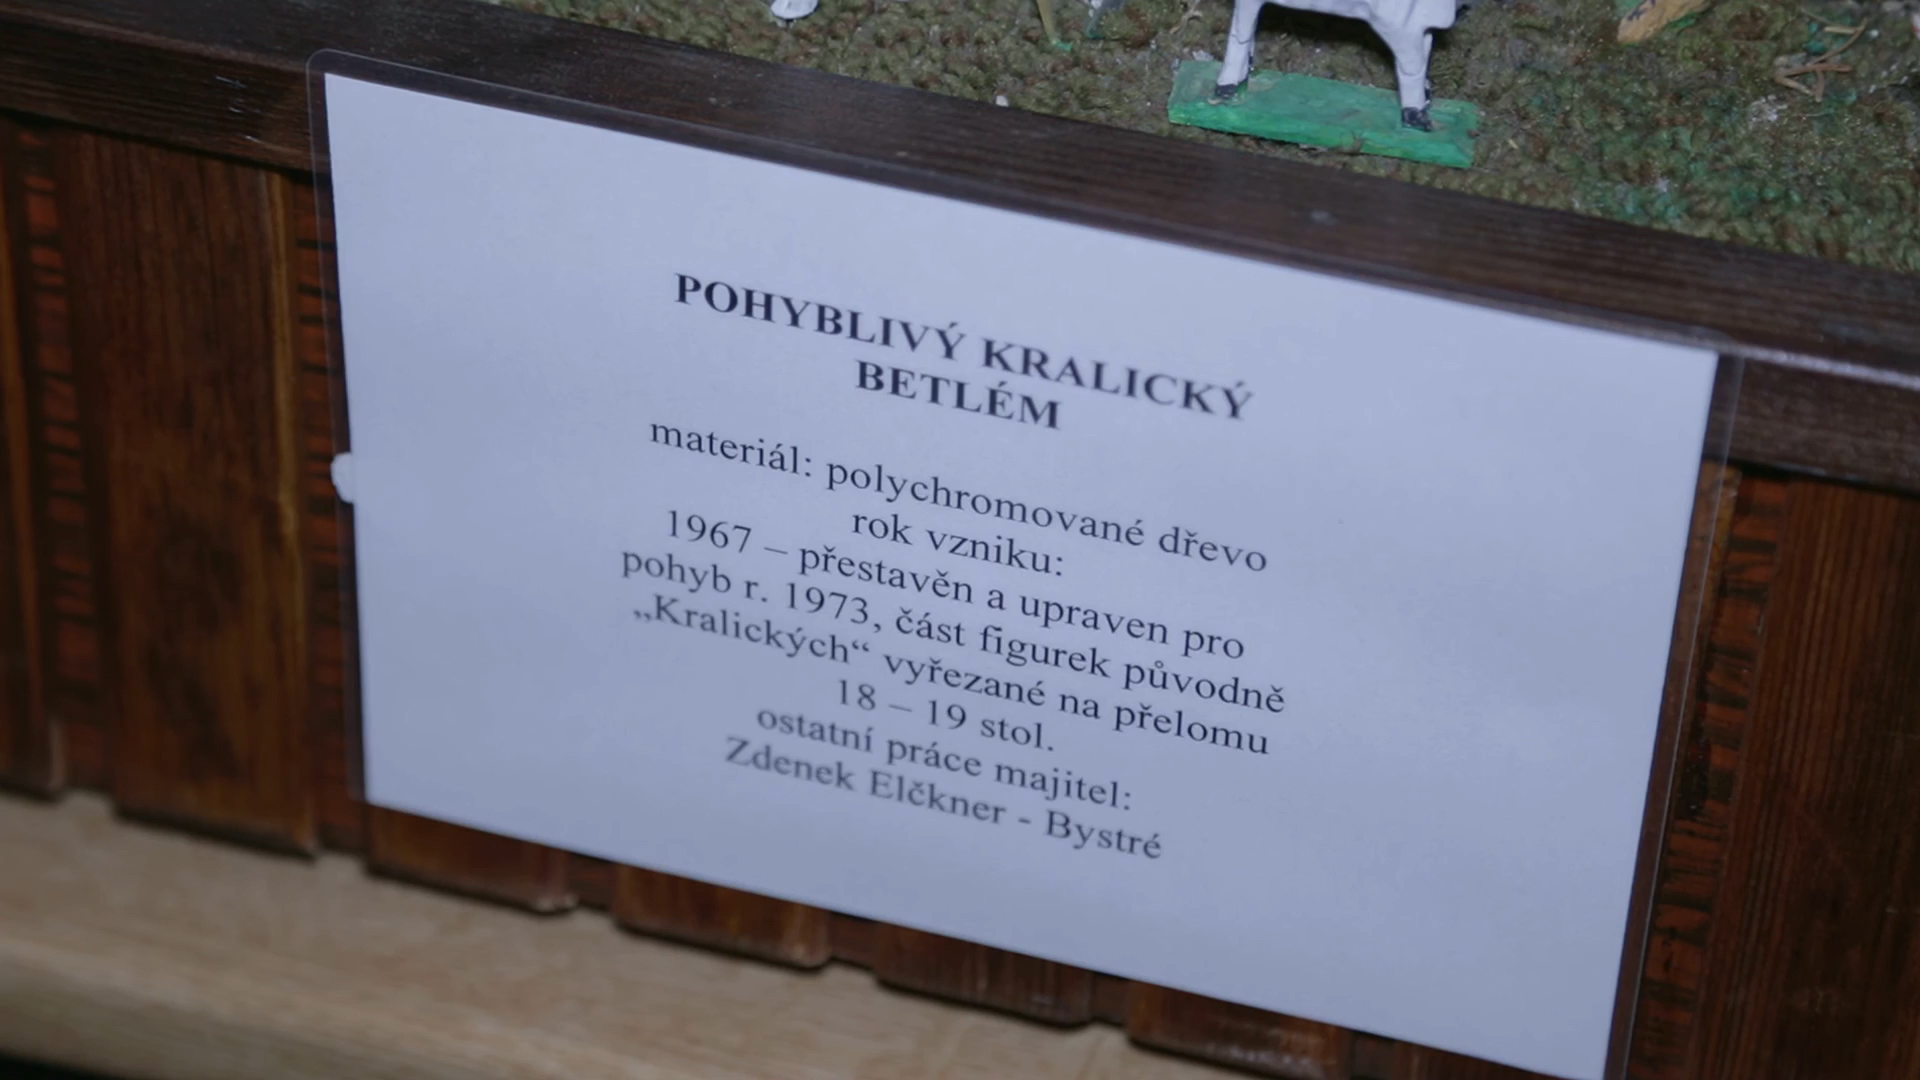 POHYBLIVÝ KRALICKÝ
BETLÉM
materiál: polychromované dřevo
rok vzniku:
1967 – přestavěn a upraven pro
pohyb r. 1973, část figurek původně
„Kralických“ vyřezané na přelomu
18 – 19 stol.
ostatní práce majitel:
Zdenek Elčkner - Bystré